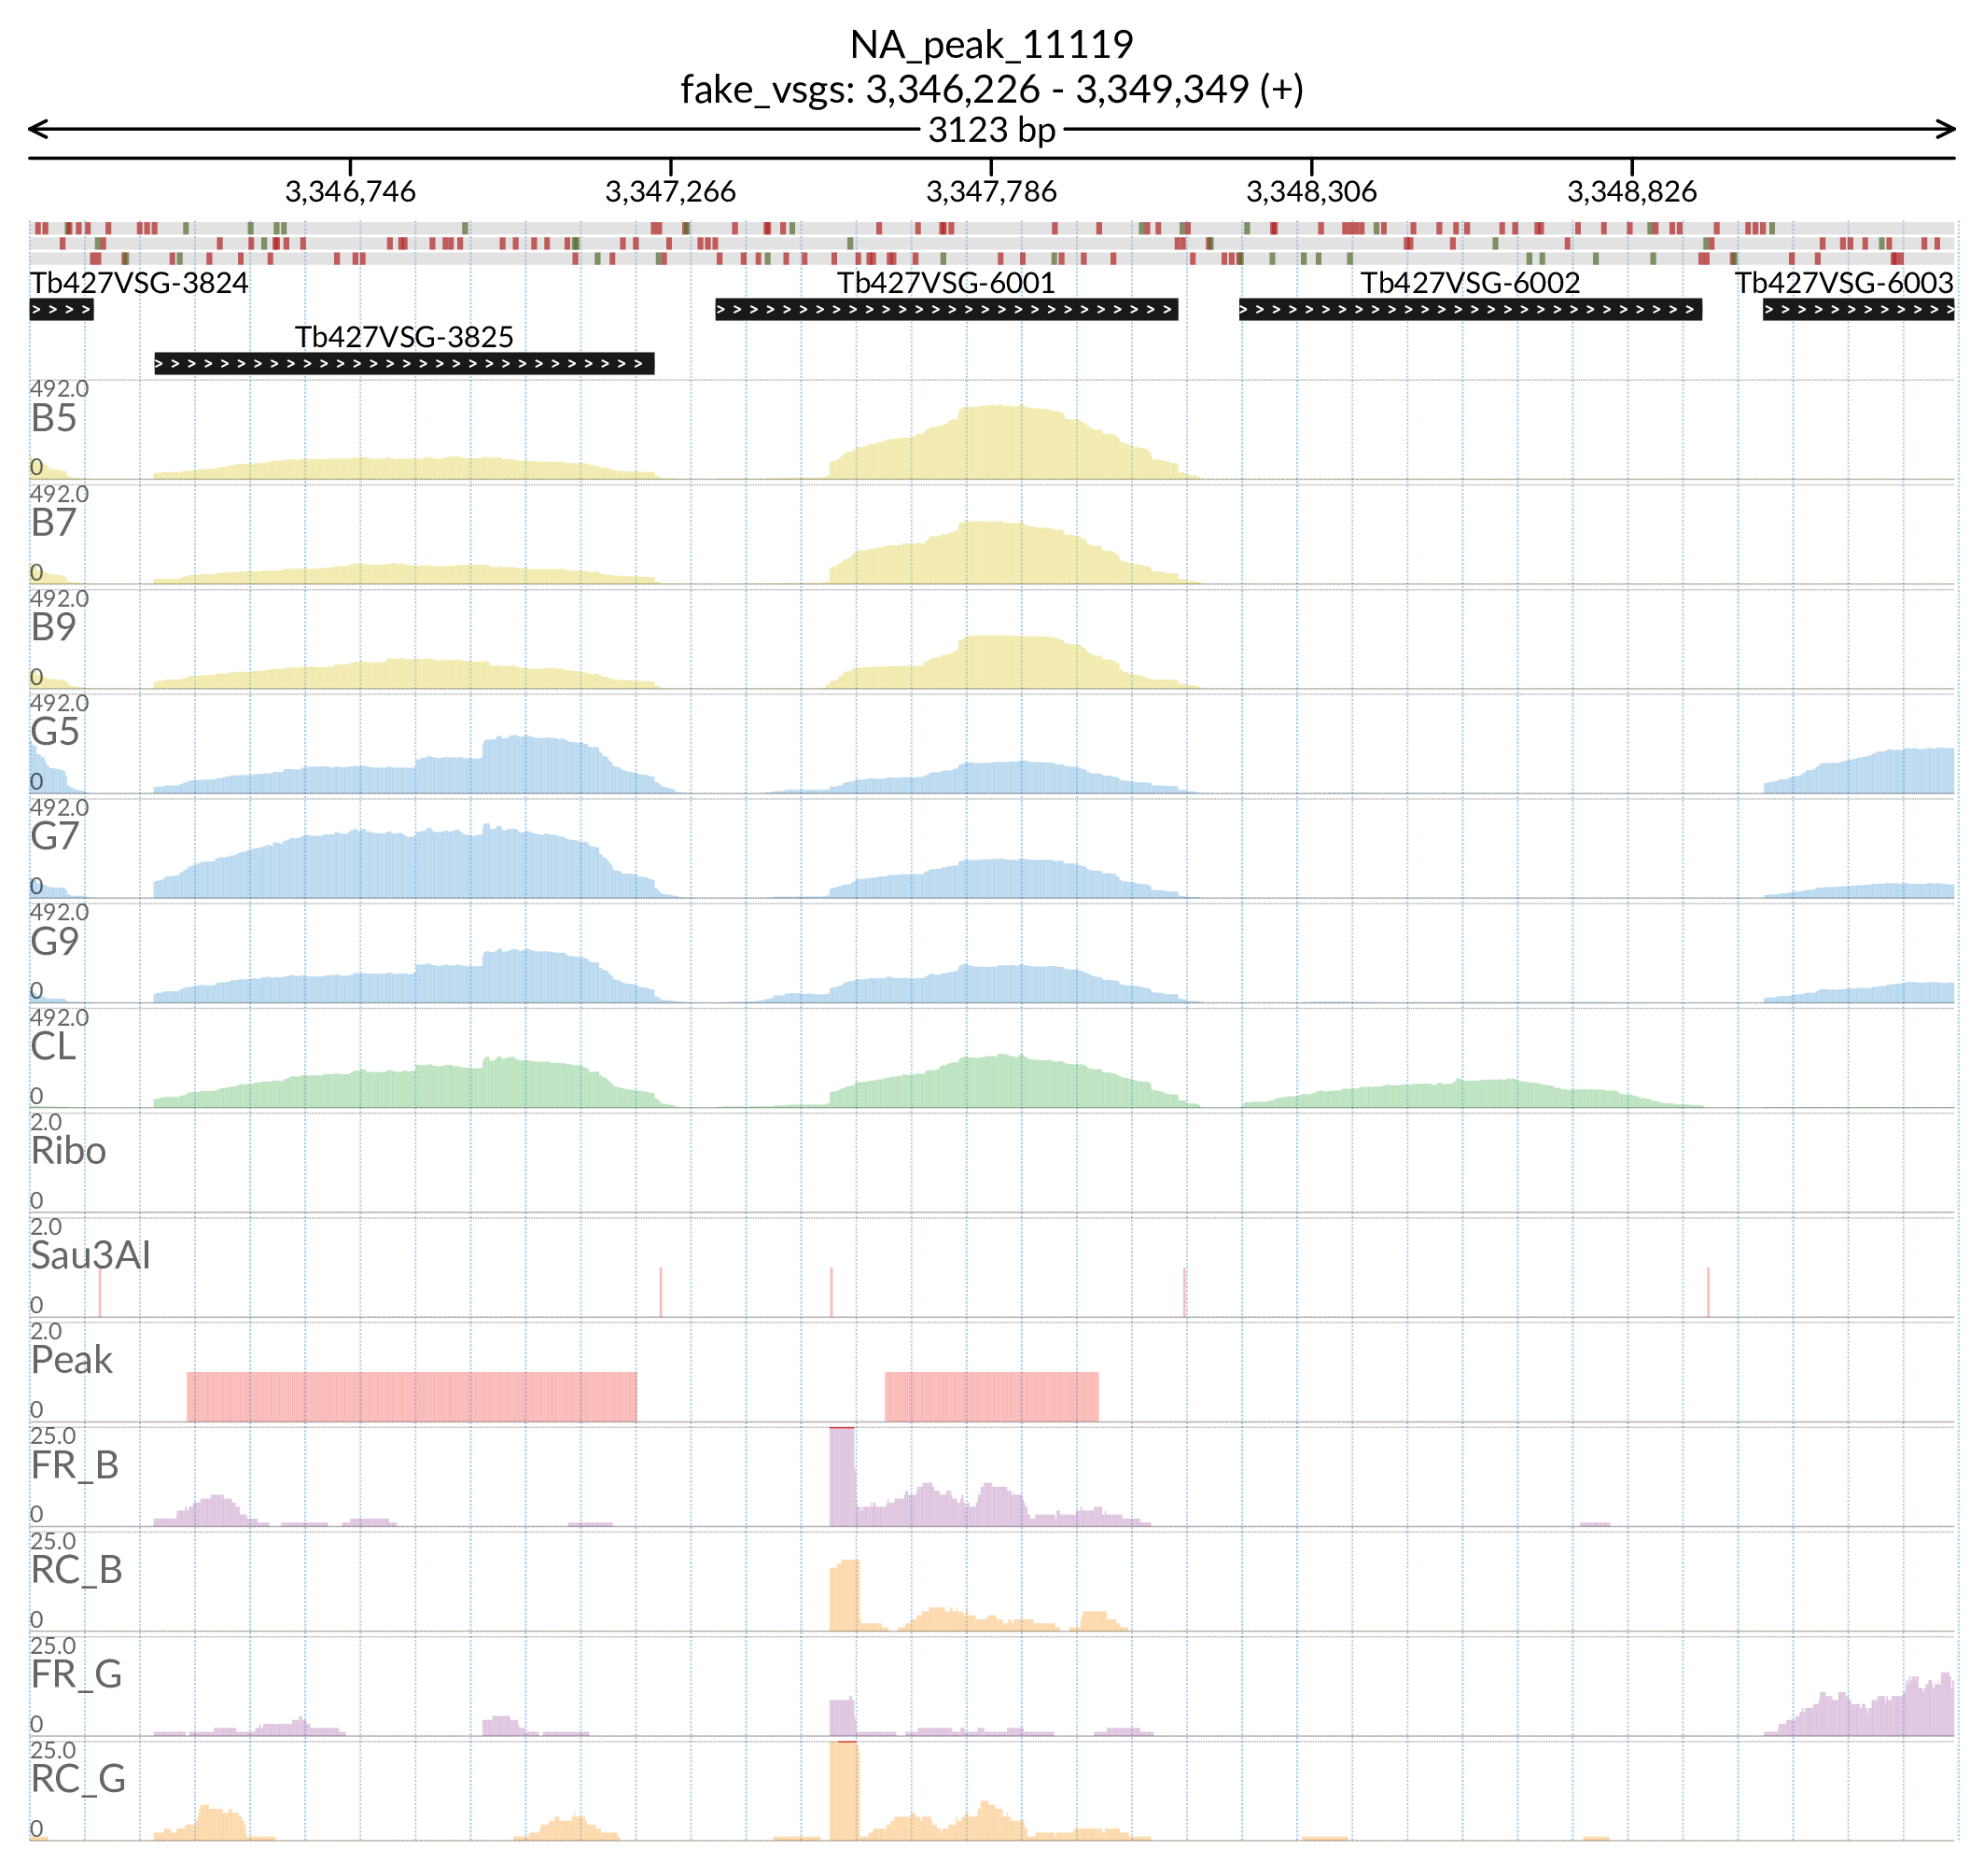 NA_peak_11119
fake_vsgs: 3,346,226 - 3,349,349 (+)
3123 bp
3,346,746 3,347,266 3,347,786 3,348,306 3,348,826
Tb427VSG-3824 Tb427VSG-6001 Tb427VSG-6002 Tb427VSG-6003
Tb427VSG-3825
492.0
B5
0
492.0
B7
0
492.0
B9
0
492.0
G5
0
492.0
G7
0
492.0
G9
0
492.0
CL
0
2.0
Ribo
0
2.0
Sau3AI
0
2.0
Peak
0
25.0
FR_B
0
25.0
RC_B
0
25.0
FR_G
0
25.0
RC_G
0